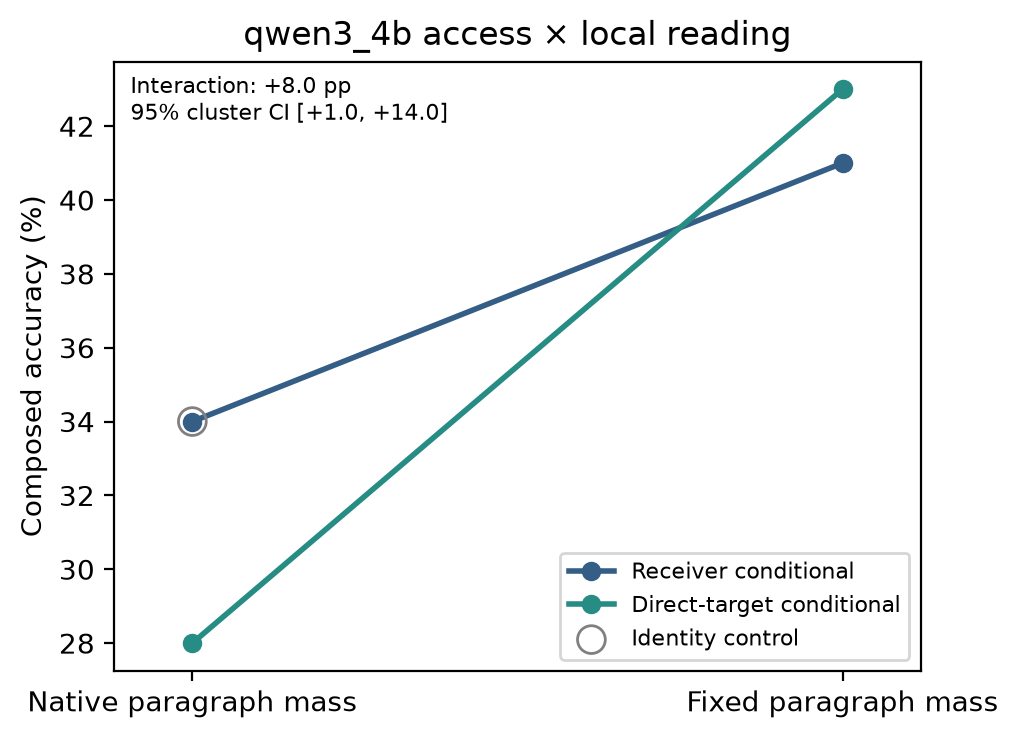 qwen3_4b access × local reading
Interaction: +8.0 pp
95% cluster CI [+1.0, +14.0]
Composed accuracy (%)
42
40
38
36
34
32
30
28
Receiver conditional
Direct-target conditional
Identity control
Native paragraph mass
Fixed paragraph mass